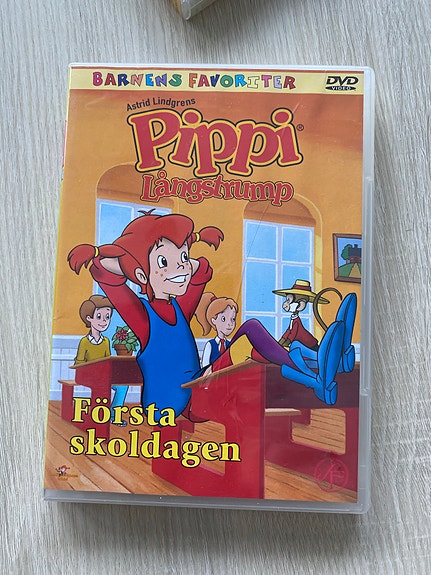 BARNENS FAVORITER
DVD
VIDEO
Astrid Lindgrens
Pippi®
Långstrump
Första
skoldagen